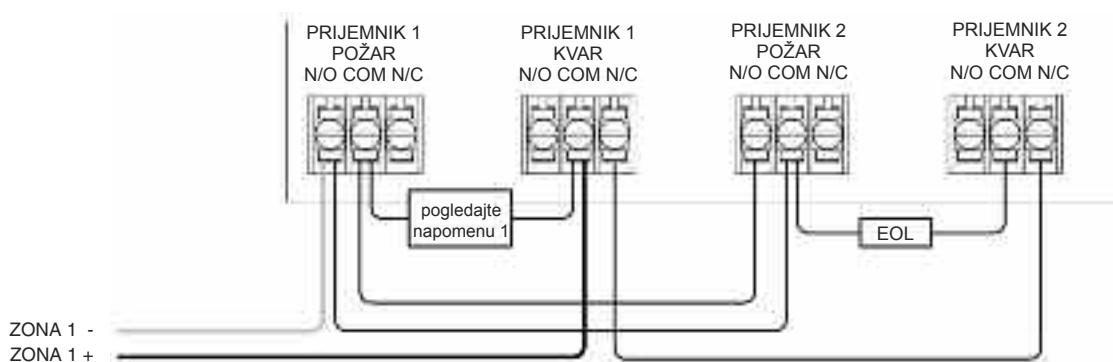 PRIJEMNIK 1
POŽAR
N/O COM N/C
PRIJEMNIK 1
KVAR
N/O COM N/C
PRIJEMNIK 2
POŽAR
N/O COM N/C
PRIJEMNIK 2
KVAR
N/O COM N/C
pogledajte
napomenu 1
EOL
ZONA 1 -
ZONA 1 +